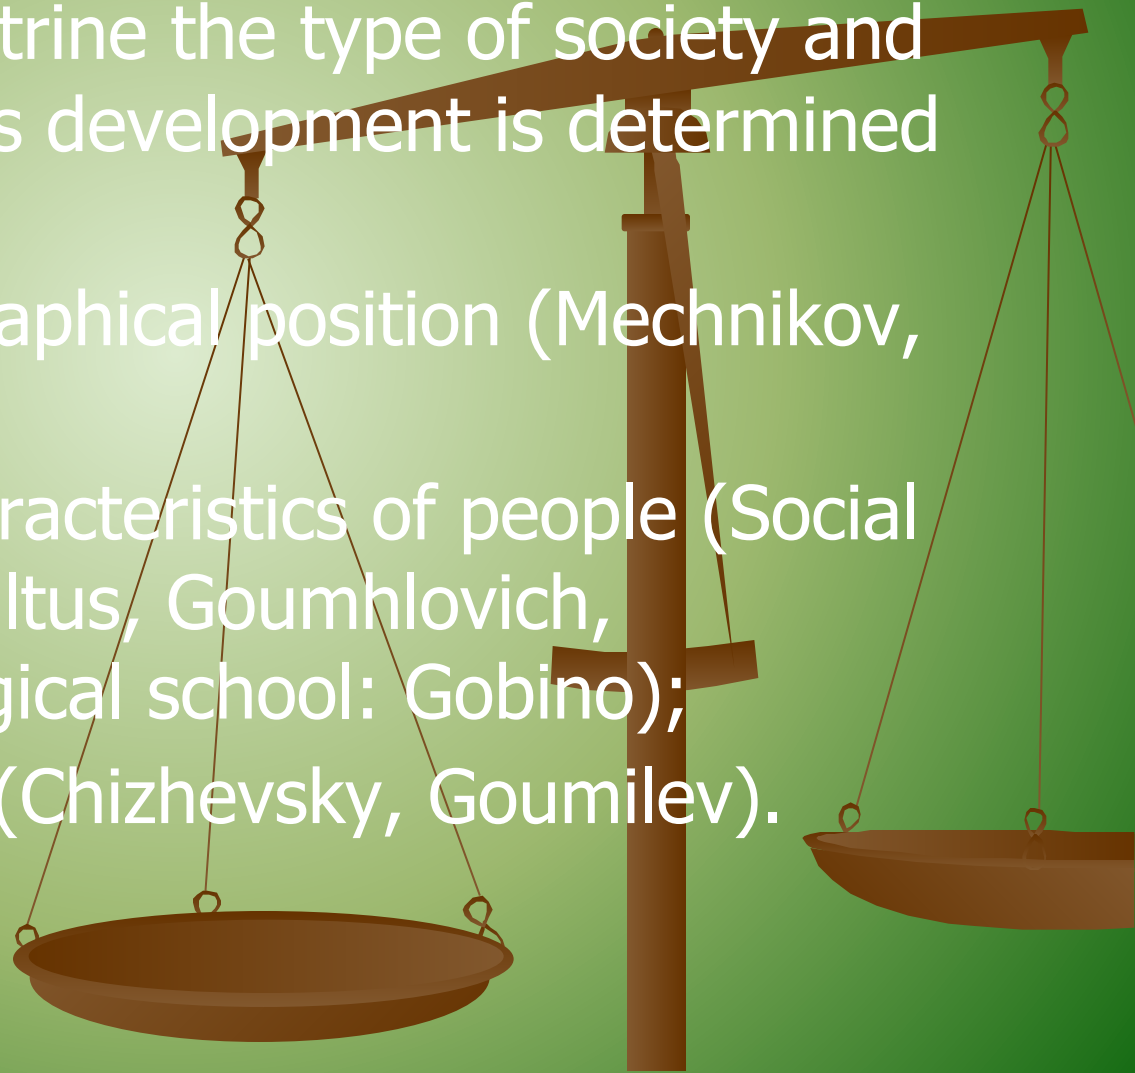 trine the type of society and
s development is determined
aphical position (Mechnikov,
racteristics of people (Social
ltus, Goumhlovich,
gical school: Gobino);
(Chizhevsky, Goumilev).